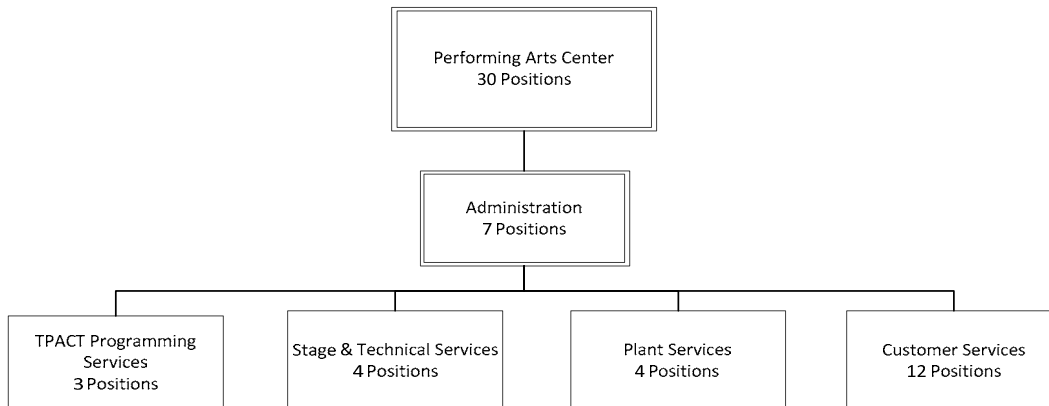 Performing Arts Center
30 Positions
Administration
7 Positions
TPACT Programming
Services
3 Positions
Stage & Technical Services
4 Positions
Plant Services
4 Positions
Customer Services
12 Positions